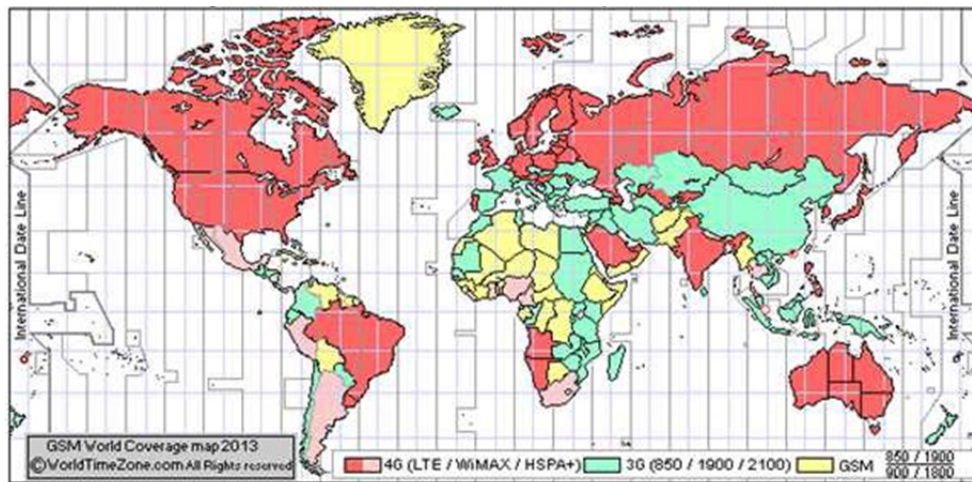 International Date Line
International Date Line
GSM World Coverage map 2013
©WorldTimeZone.com All Rights reserved
4G (LTE / WiMAX / HSPA+) 3G (850 / 1900 / 2100) GSM 850 / 1900
900 / 1800